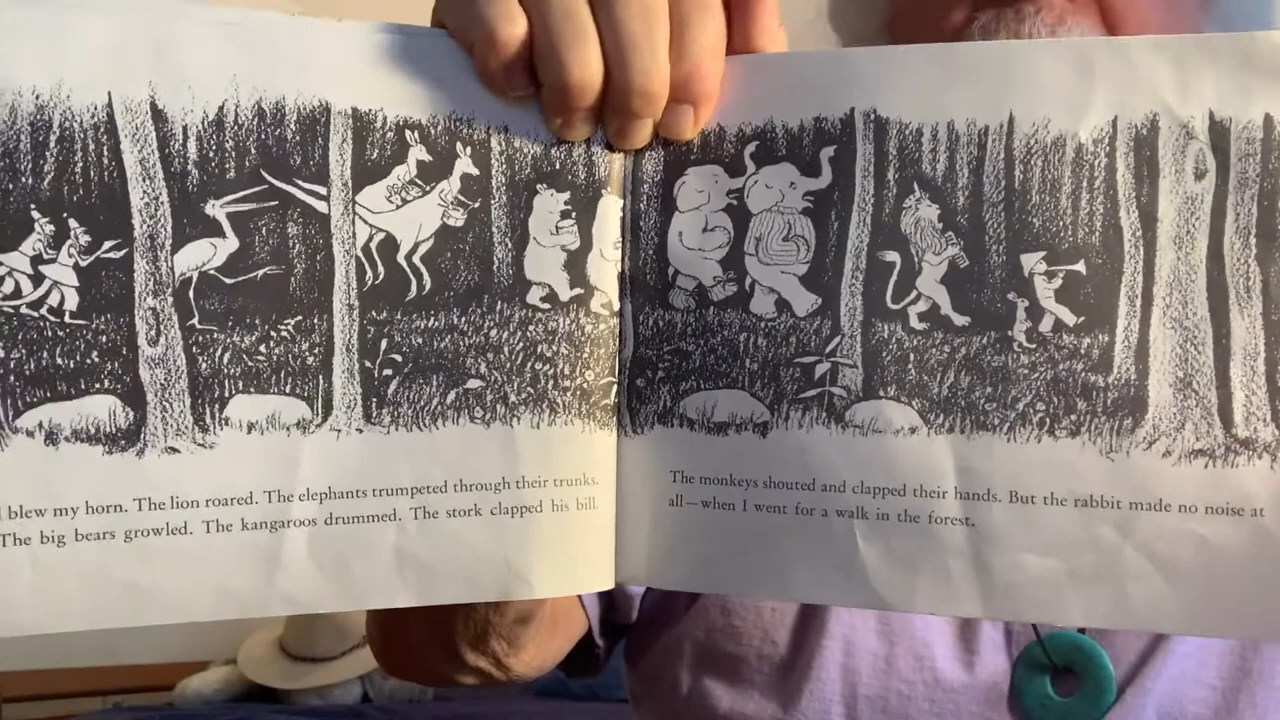 I blew my horn. The lion roared. The elephants trumpeted through their trunks.
The big bears growled. The kangaroos drummed. The stork clapped his bill.
The monkeys shouted and clapped their hands. But the rabbit made no noise at
all—when I went for a walk in the forest.